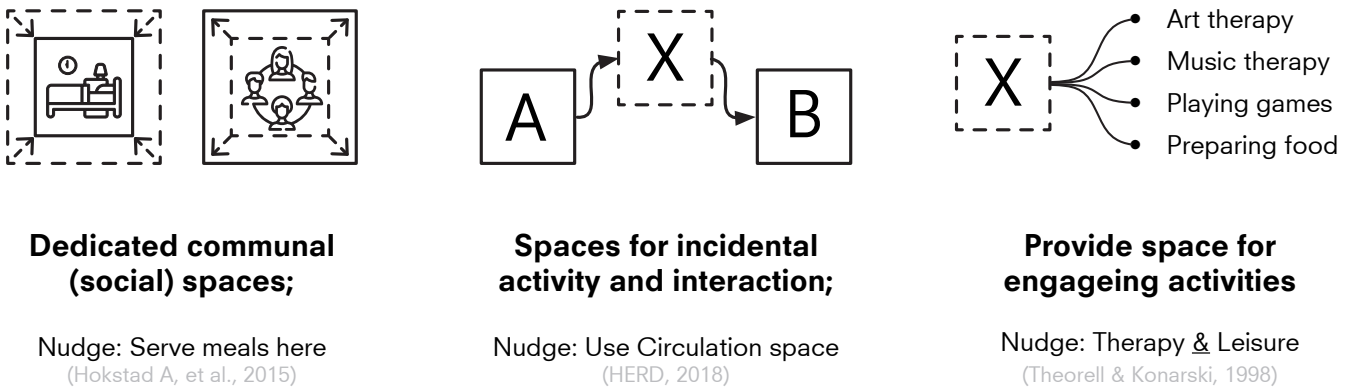 A
X
B
X
Art therapy
Music therapy
Playing games
Preparing food
Dedicated communal
(social) spaces;
Nudge: Serve meals here
(Hokstad A, et al., 2015)
Spaces for incidental
activity and interaction;
Nudge: Use Circulation space
(HERD, 2018)
Provide space for
engageing activities
Nudge: Therapy & Leisure
(Theorell & Konarski, 1998)